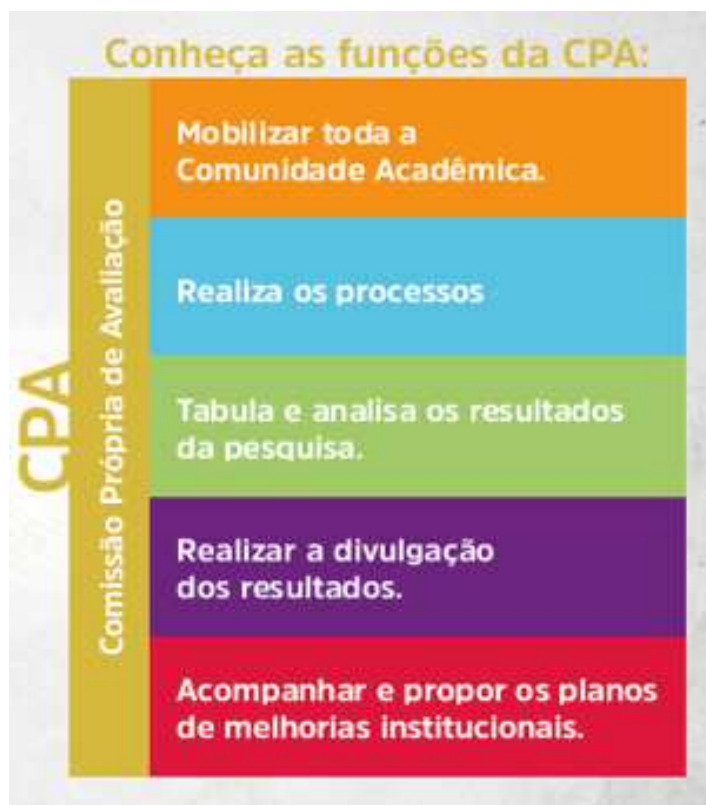 Conheça as funções da CPA:
CPA
Comissão Própria de Avaliação
Mobilizar toda a
Comunidade Acadêmica.
Realiza os processos
Tabula e analisa os resultados
da pesquisa.
Realizar a divulgação
dos resultados.
Acompanhar e propor os planos
de melhorias institucionais.